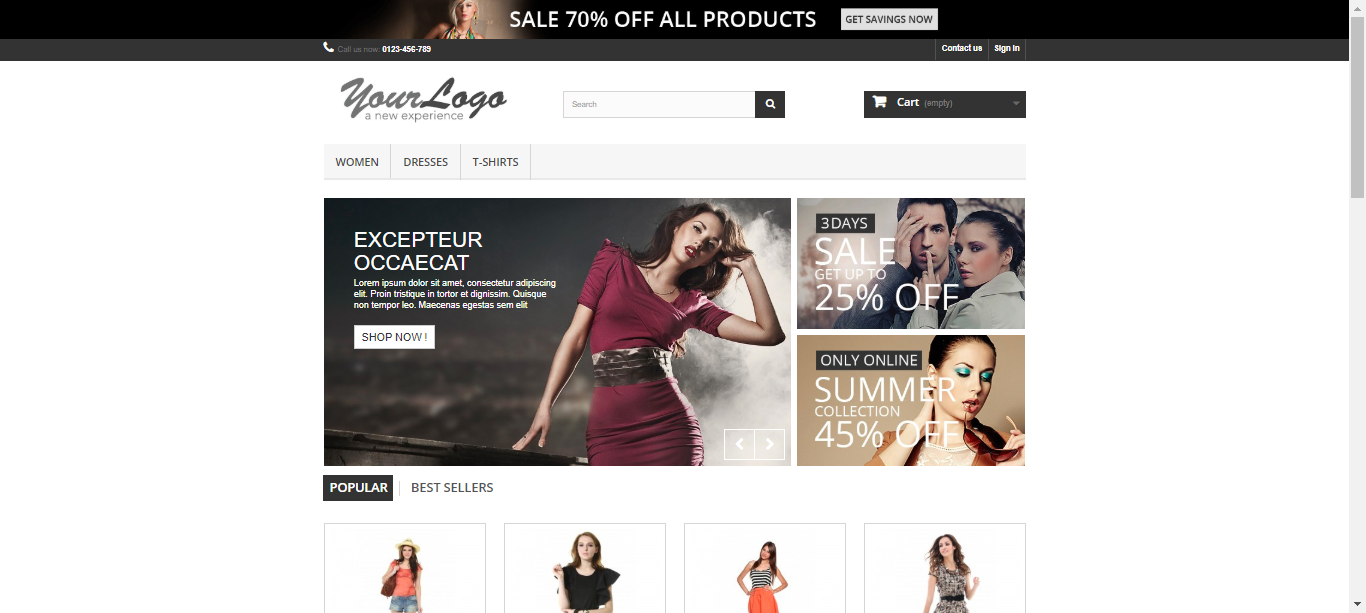 SALE 70% OFF ALL PRODUCTS
GET SAVINGS NOW
Call us now: 0123-456-789
Contact us
Sign in
YourLogo
a new experience
Search
Cart (empty)
WOMEN
DRESSES
T-SHIRTS
EXCEPTEUR
OCCAECAT
Lorem ipsum dolor sit amet, consectetur adipiscing
elit. Proin tristique in tortor et dignissim. Quisque
non tempor leo. Maecenas egestas sem elit
SHOP NOW !
3DAYS
SALE
GET UP TO
25% OFF
ONLY ONLINE
SUMMER
COLLECTION
45% OFF
POPULAR
BEST SELLERS